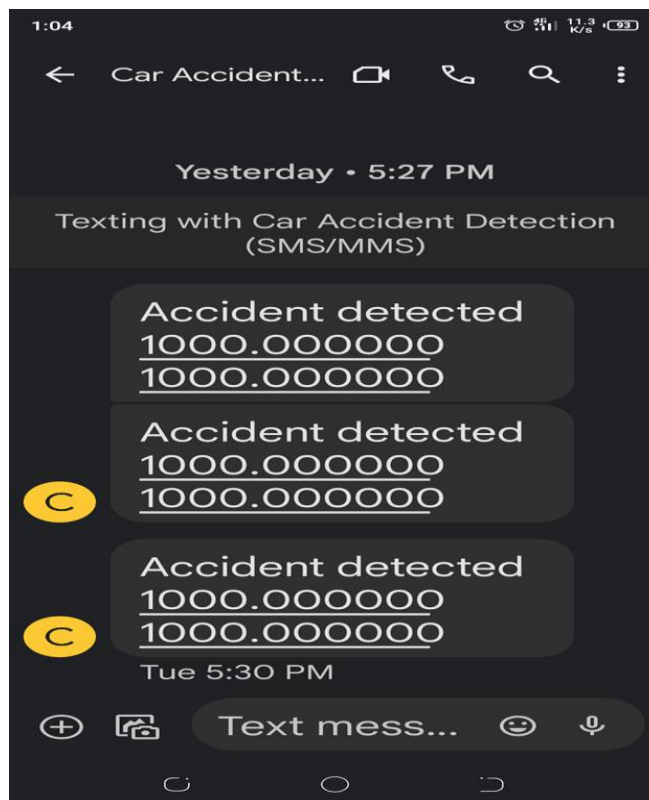 1:04 4G 11.3 K/s 93
Car Accident...
Yesterday • 5:27 PM
Texting with Car Accident Detection
(SMS/MMS)
Accident detected
1000.000000
1000.000000
Accident detected
1000.000000
1000.000000
C
Accident detected
1000.000000
1000.000000
C
Tue 5:30 PM
Text mess...